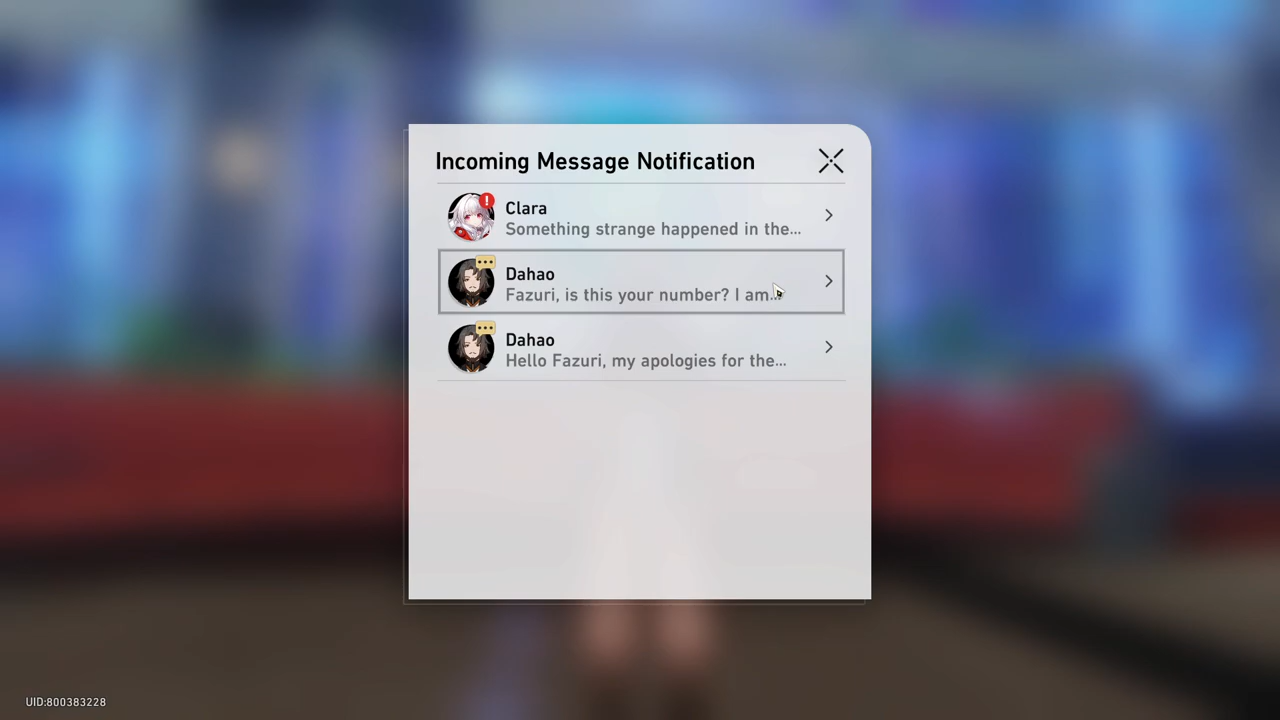 Incoming Message Notification
Clara
Something strange happened in the...
Dahao
Fazuri, is this your number? I am...
Dahao
Hello Fazuri, my apologies for the...
UID:800383228